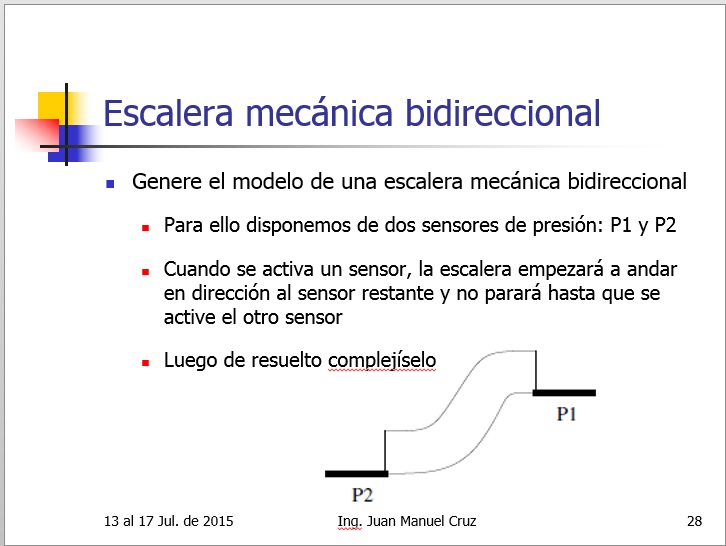 Escalera mecánica bidireccional
Genere el modelo de una escalera mecánica bidireccional
Para ello disponemos de dos sensores de presión: P1 y P2
Cuando se activa un sensor, la escalera empezará a andar
en dirección al sensor restante y no parará hasta que se
active el otro sensor
Luego de resuelto complejíselo
P1
P2
13 al 17 Jul. de 2015
Ing. Juan Manuel Cruz
28